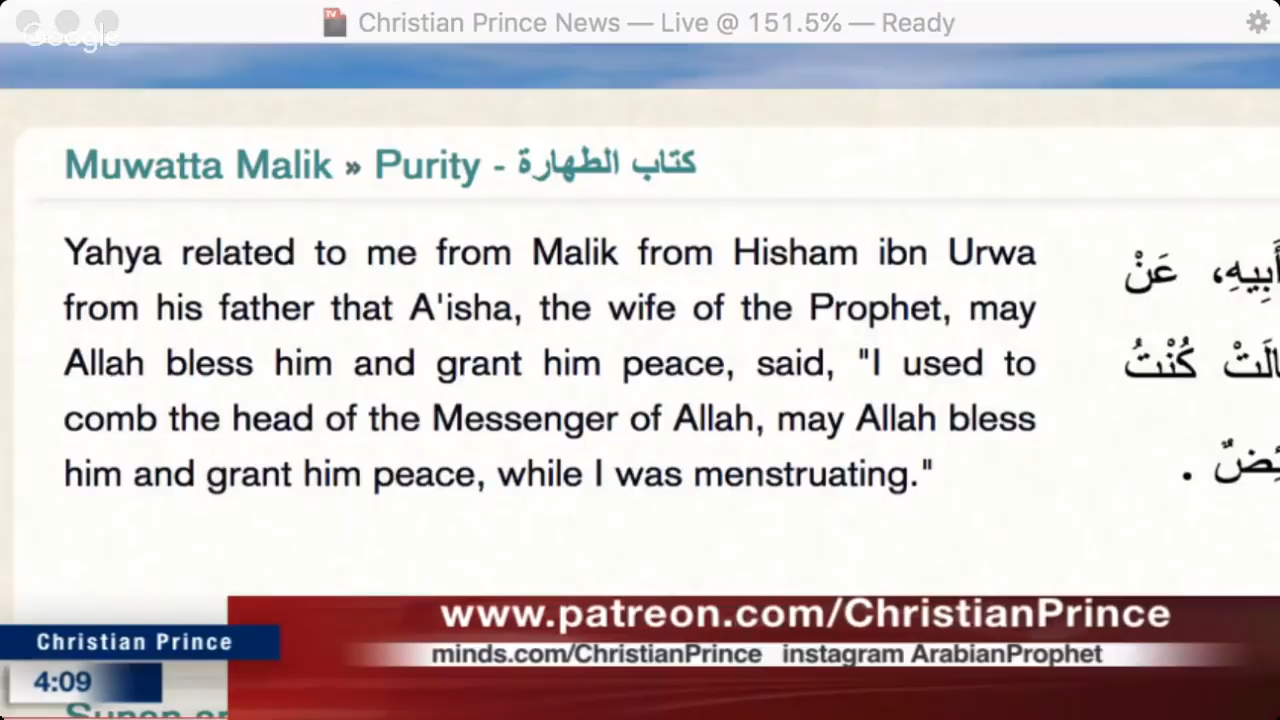 Christian Prince News — Live @ 151.5% — Ready
Google
Muwatta Malik » Purity - كتاب الطهارة
Yahya related to me from Malik from Hisham ibn Urwa
from his father that A'isha, the wife of the Prophet, may
Allah bless him and grant him peace, said, "I used to
comb the head of the Messenger of Allah, may Allah bless
him and grant him peace, while I was menstruating."
أَبِيهِ، عَنْ
كُنْتُ
.
www.patreon.com/ChristianPrince
Christian Prince
minds.com/ChristianPrince instagram ArabianProphet
4:09